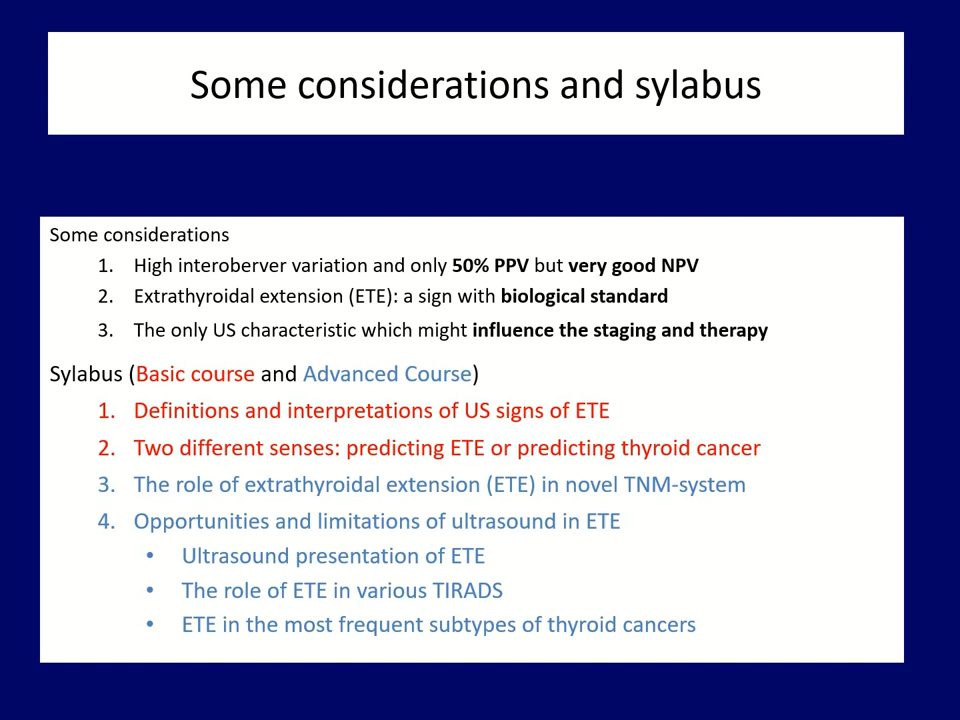 Some considerations and sylabus
Some considerations
1. High interoberver variation and only 50% PPV but very good NPV
2. Extrathyroidal extension (ETE): a sign with biological standard
3. The only US characteristic which might influence the staging and therapy
Sylabus (Basic course and Advanced Course)
1. Definitions and interpretations of US signs of ETE
2. Two different senses: predicting ETE or predicting thyroid cancer
3. The role of extrathyroidal extension (ETE) in novel TNM-system
4. Opportunities and limitations of ultrasound in ETE
• Ultrasound presentation of ETE
• The role of ETE in various TIRADS
• ETE in the most frequent subtypes of thyroid cancers